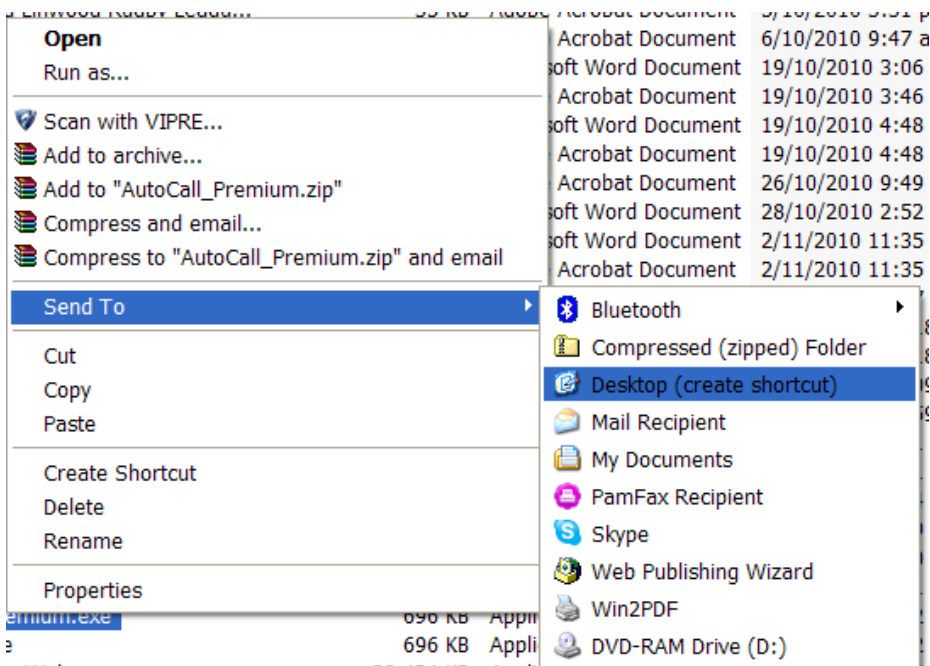 Open
Run as...
Scan with VIPRE...
Add to archive...
Add to "AutoCall_Premium.zip"
Compress and email...
Compress to "AutoCall_Premium.zip" and email
Send To
Cut
Copy
Paste
Create Shortcut
Delete
Rename
Properties
emium.exe
696 KB Appli
696 KB Appli
Acrobat Document 6/10/2010 9:47 a
soft Word Document 19/10/2010 3:06
Acrobat Document 19/10/2010 3:46
soft Word Document 19/10/2010 4:48
Acrobat Document 19/10/2010 4:48
Acrobat Document 26/10/2010 9:49
soft Word Document 28/10/2010 2:52
soft Word Document 2/11/2010 11:35
Acrobat Document 2/11/2010 11:35
Bluetooth
Compressed (zipped) Folder
Desktop (create shortcut)
Mail Recipient
My Documents
PamFax Recipient
Skype
Web Publishing Wizard
Win2PDF
DVD-RAM Drive (D:)